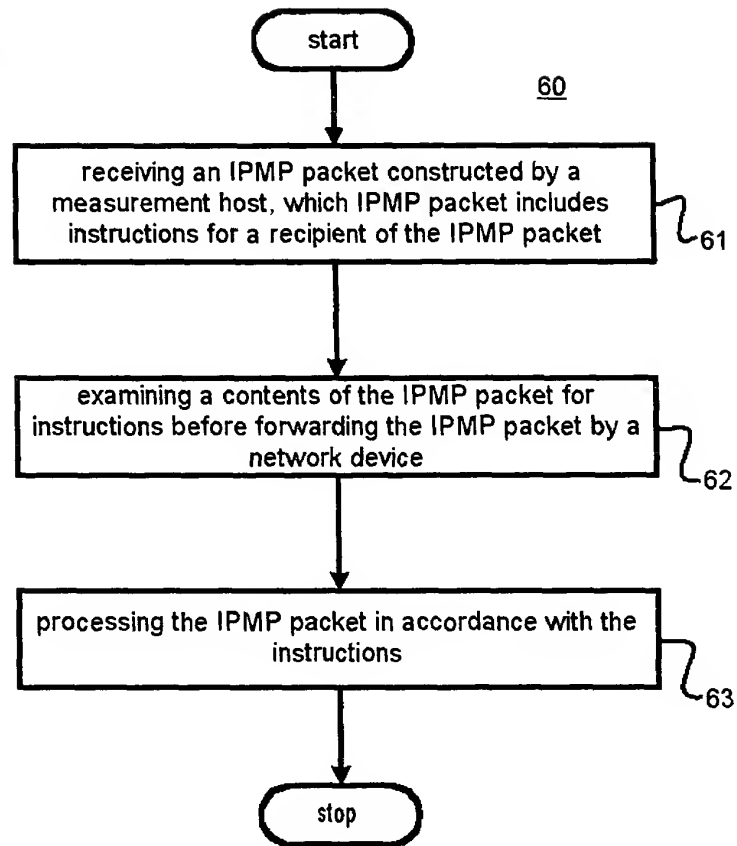 start
60
receiving an IPMP packet constructed by a
measurement host, which IPMP packet includes
instructions for a recipient of the IPMP packet
61
examining a contents of the IPMP packet for
instructions before forwarding the IPMP packet by a
network device
62
processing the IPMP packet in accordance with the
instructions
63
stop